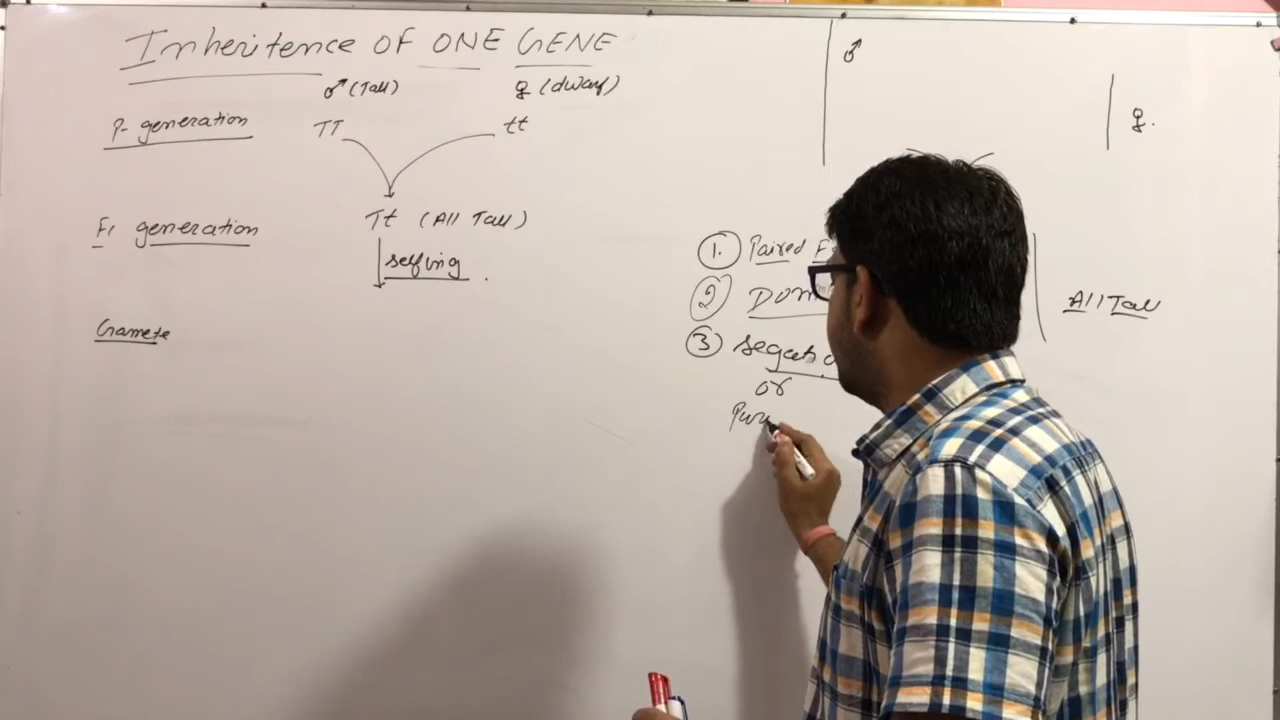 Inheritence OF ONE GENE
♂ (Tall) ♀ (dwarf)
P- generation TT tt
F1 generation Tt (All Tall)
selfing .
Gamete
♂
♀.
1. Paired F
2
3
or
All Tall